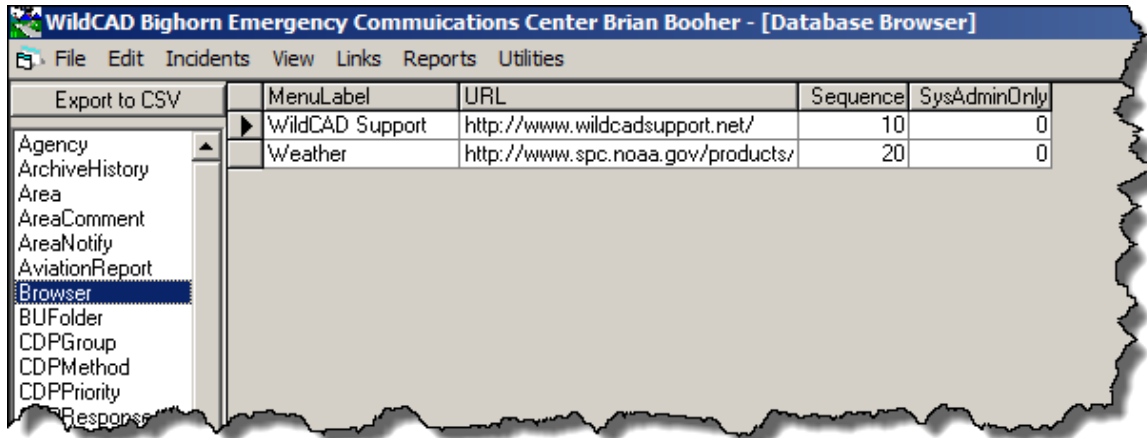 WildCAD Bighorn Emergency Commuications Center Brian Booher - [Database Browser]
File Edit Incidents View Links Reports Utilities
Export to CSV
MenuLabel URL Sequence SysAdminOnly
WildCAD Support http://www.wildcadsupport.net/ 10 0
Weather http://www.spc.noaa.gov/products/ 20 0
Agency
ArchiveHistory
Area
AreaComment
AreaNotify
AviationReport
Browser
BUFolder
CDPGroup
CDPMethod
CDPPriority